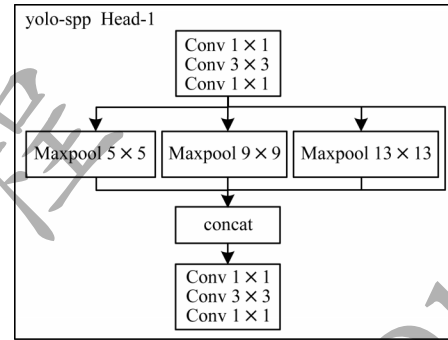 yolo-spp Head-1
Conv 1×1
Conv 3×3
Conv 1×1
Maxpool 5×5 Maxpool 9×9 Maxpool 13×13
concat
Conv 1×1
Conv 3×3
Conv 1×1